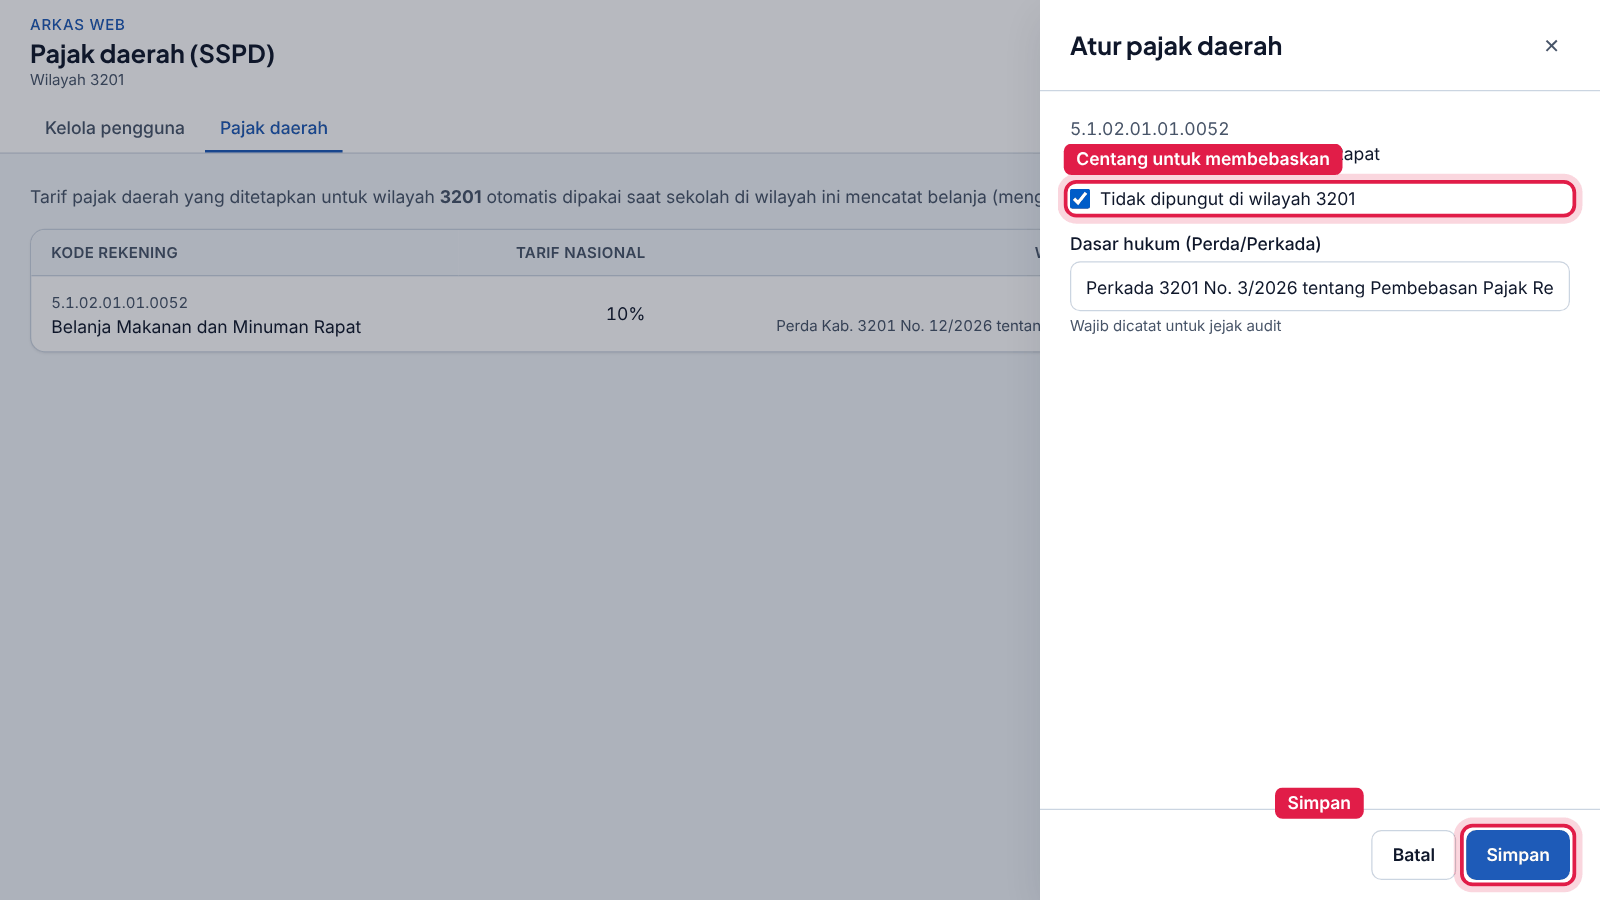 ARKAS WEB
Pajak daerah (SSPD)
Wilayah 3201
Kelola pengguna
Pajak daerah
Tarif pajak daerah yang ditetapkan untuk wilayah 3201 otomatis dipakai saat sekolah di wilayah ini mencatat belanja
KODE REKENING
TARIF NASIONAL
5.1.02.01.01.0052
Belanja Makanan dan Minuman Rapat
10%
Perda Kab. 3201 No. 12/2026
Atur pajak daerah
5.1.02.01.01.0052
Centang untuk membebaskan
Tidak dipungut di wilayah 3201
Dasar hukum (Perda/Perkada)
Perkada 3201 No. 3/2026 tentang Pembebasan Pajak Re
Wajib dicatat untuk jejak audit
Simpan
Batal
Simpan